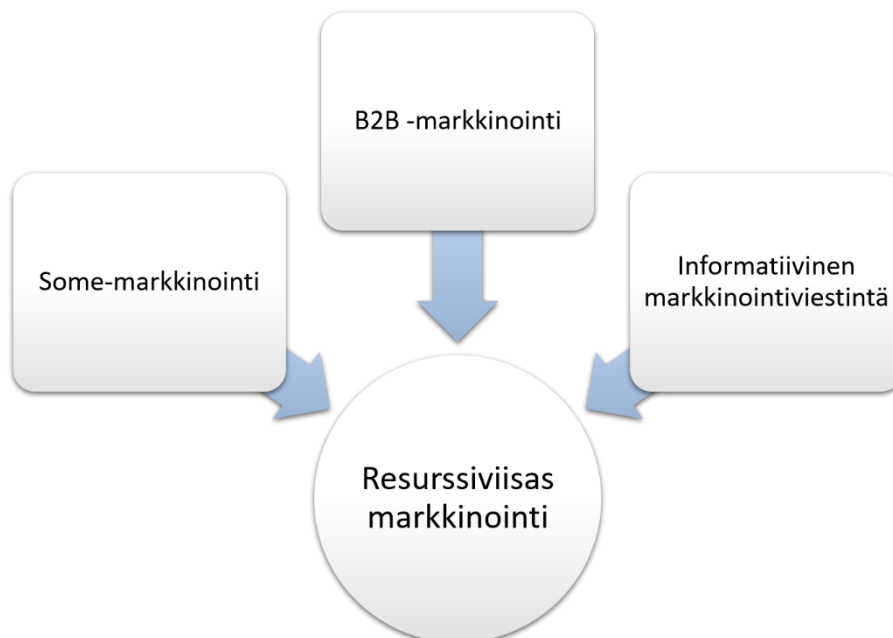 B2B -markkinointi
Some-markkinointi
Informatiivinen
markkinointiviestintä
Resurssiviisas
markkinointi